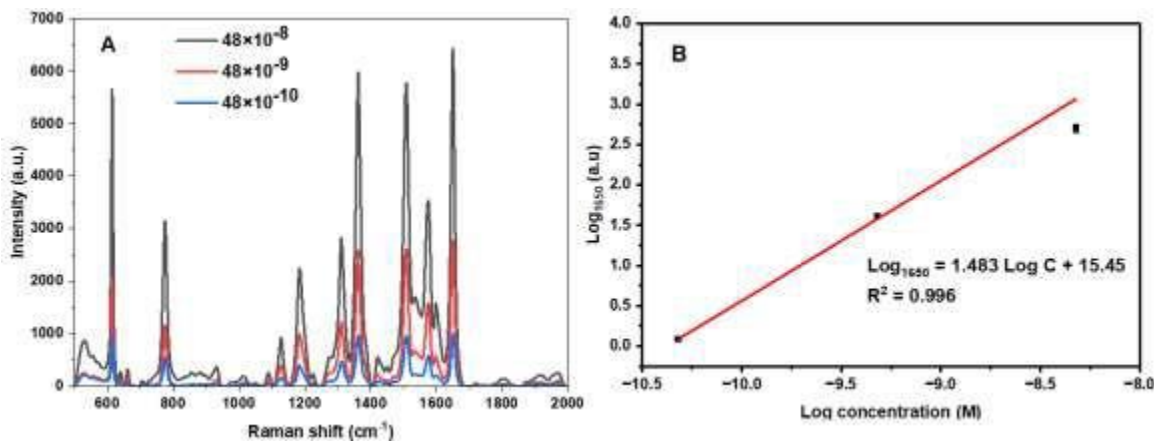 A
48×10⁻⁸
48×10⁻⁹
48×10⁻¹⁰
7000
6000
5000
4000
3000
2000
1000
0
Intensity (a.u.)
600 800 1000 1200 1400 1600 1800 2000
Raman shift (cm⁻¹)
B
4.0
3.5
3.0
2.5
2.0
1.5
1.0
0.5
0.0
Log₁₆₅₀ (a.u)
Log₁₆₅₀ = 1.483 Log C + 15.45
R² = 0.996
−10.5 −10.0 −9.5 −9.0 −8.5 −8.0
Log concentration (M)